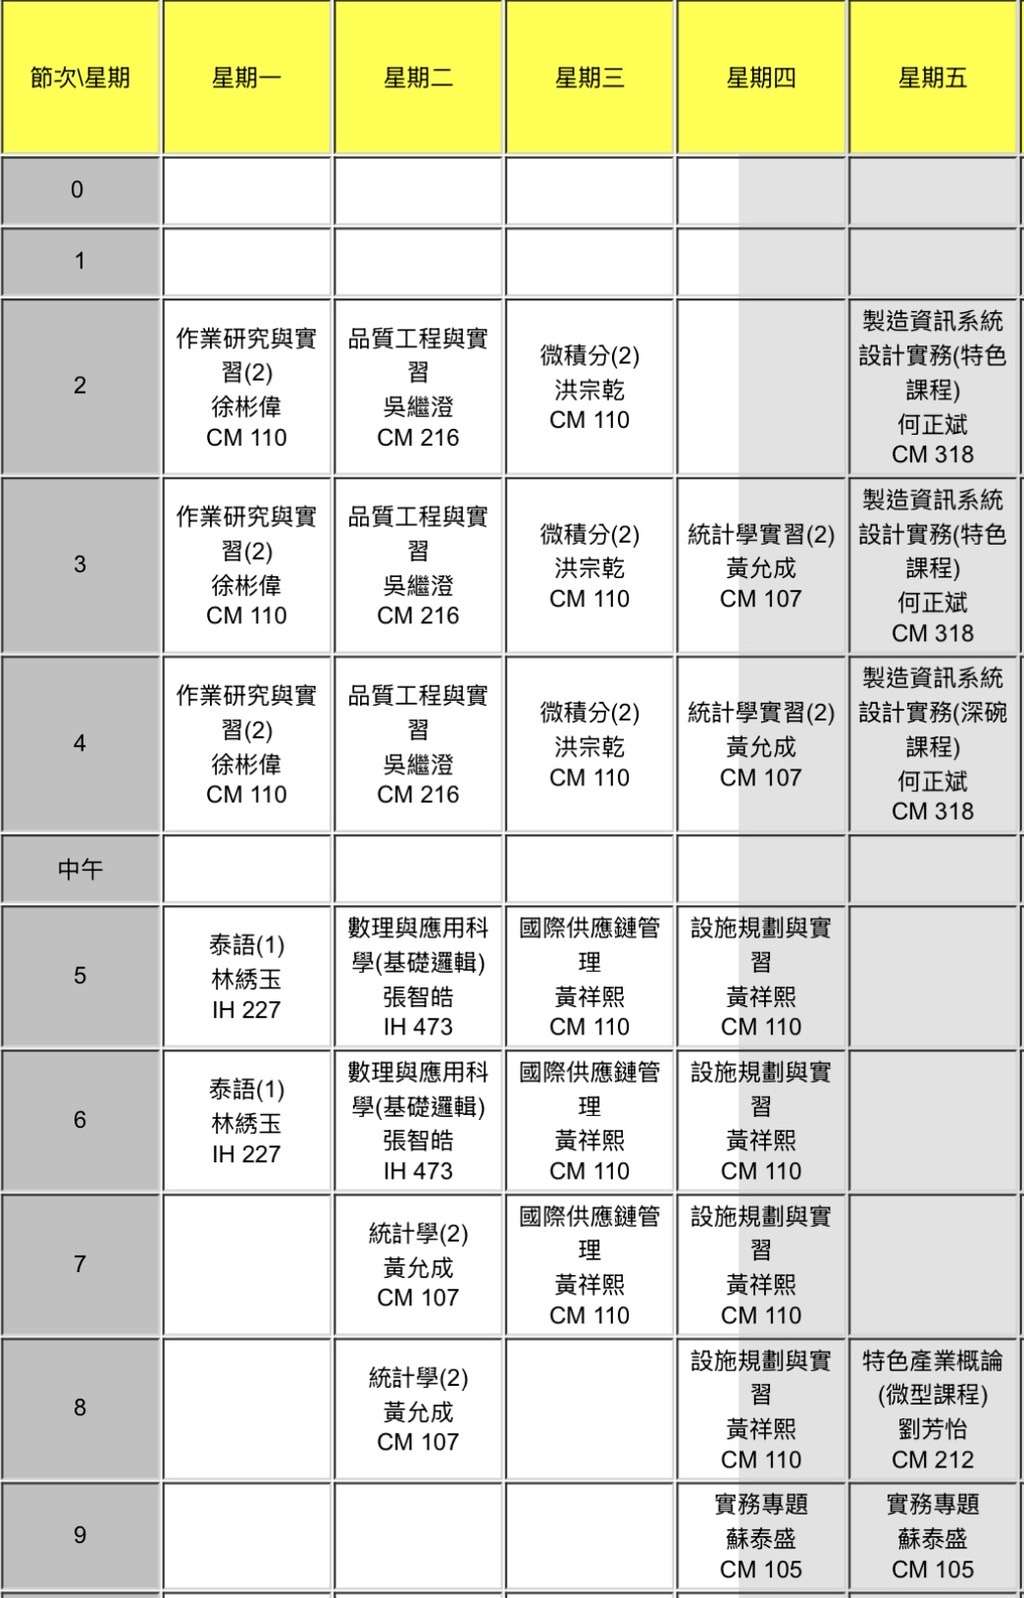 節次\星期 星期一 星期二 星期三 星期四 星期五
0
1
2
作業研究與實
習(2)
徐彬偉
CM 110
品質工程與實
習
吳繼澄
CM 216
微積分(2)
洪宗乾
CM 110
製造資訊系統
設計實務(特色
課程)
何正斌
CM 318
3
作業研究與實
習(2)
徐彬偉
CM 110
品質工程與實
習
吳繼澄
CM 216
微積分(2)
洪宗乾
CM 110
統計學實習(2)
黃允成
CM 107
製造資訊系統
設計實務(特色
課程)
何正斌
CM 318
4
作業研究與實
習(2)
徐彬偉
CM 110
品質工程與實
習
吳繼澄
CM 216
微積分(2)
洪宗乾
CM 110
統計學實習(2)
黃允成
CM 107
製造資訊系統
設計實務(深碗
課程)
何正斌
CM 318
中午
5
泰語(1)
林綉玉
IH 227
數理與應用科
學(基礎邏輯)
張智皓
IH 473
國際供應鏈管
理
黃祥熙
CM 110
設施規劃與實
習
黃祥熙
CM 110
6
泰語(1)
林綉玉
IH 227
數理與應用科
學(基礎邏輯)
張智皓
IH 473
國際供應鏈管
理
黃祥熙
CM 110
設施規劃與實
習
黃祥熙
CM 110
7
統計學(2)
黃允成
CM 107
國際供應鏈管
理
黃祥熙
CM 110
設施規劃與實
習
黃祥熙
CM 110
8
統計學(2)
黃允成
CM 107
設施規劃與實
習
黃祥熙
CM 110
特色產業概論
(微型課程)
劉芳怡
CM 212
9
實務專題
蘇泰盛
CM 105
實務專題
蘇泰盛
CM 105